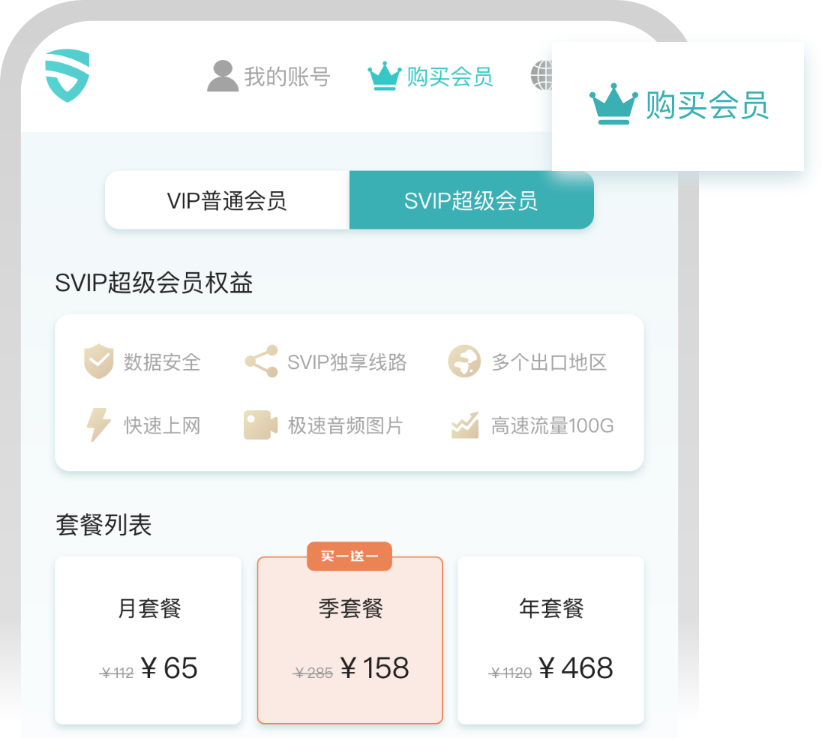 我的账号 购买会员
购买会员
VIP普通会员 SVIP超级会员
SVIP超级会员权益
数据安全 SVIP独享线路 多个出口地区
快速上网 极速音频图片 高速流量100G
套餐列表
买一送一
月套餐 季套餐 年套餐
¥112 ¥65 ¥285 ¥158 ¥1120 ¥468